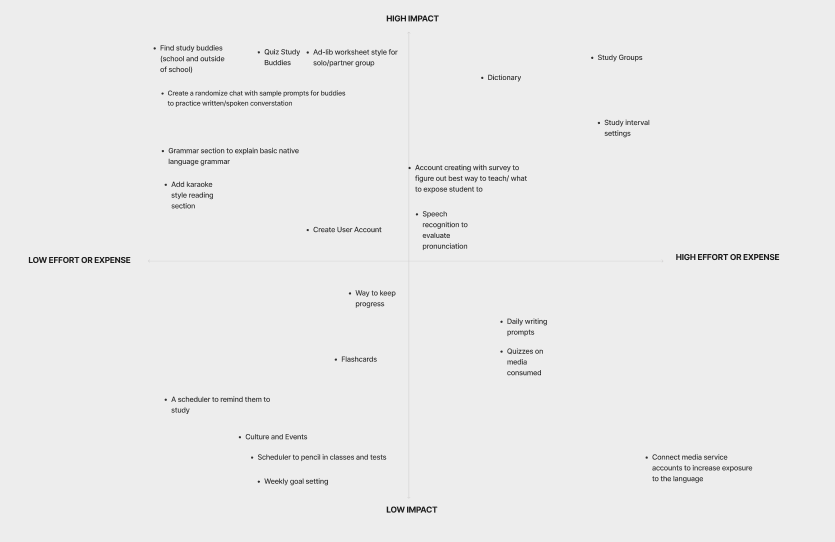 HIGH IMPACT
• Find study buddies
(school and outside
of school)
• Quiz Study
Buddies
• Ad-lib worksheet style for
solo/partner group
• Study Groups
• Dictionary
• Create a randomize chat with sample prompts for buddies
to practice written/spoken converstation
• Study interval
settings
• Grammar section to explain basic native
language grammar
• Account creating with survey to
figure out best way to teach/ what
to expose student to
• Add karaoke
style reading
section
• Speech
recognition to
evaluate
pronunciation
• Create User Account
LOW EFFORT OR EXPENSE
HIGH EFFORT OR EXPENSE
• Way to keep
progress
• Daily writing
prompts
• Flashcards
• Quizzes on
media
consumed
• A scheduler to remind them to
study
• Culture and Events
• Scheduler to pencil in classes and tests
• Connect media service
accounts to increase exposure
to the language
• Weekly goal setting
LOW IMPACT